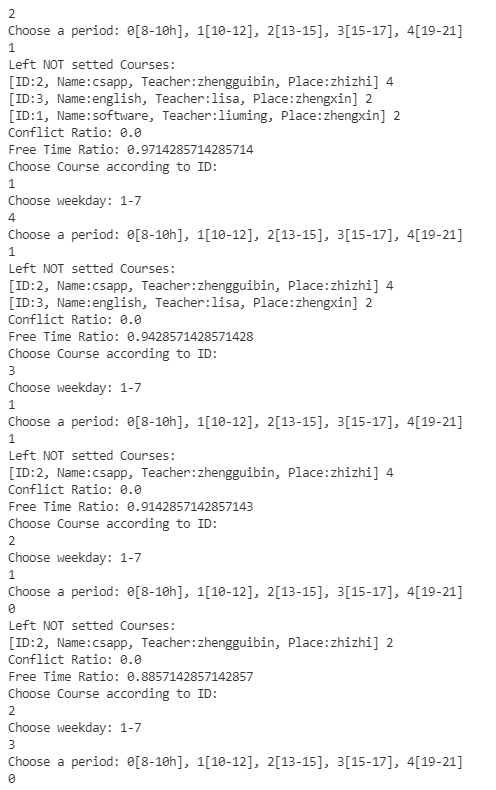 2
Choose a period: 0[8-10h], 1[10-12], 2[13-15], 3[15-17], 4[19-21]
1
Left NOT setted Courses:
[ID:2, Name:csapp, Teacher:zhengguibin, Place:zhizhi] 4
[ID:3, Name:english, Teacher:lisa, Place:zhengxin] 2
[ID:1, Name:software, Teacher:liuming, Place:zhengxin] 2
Conflict Ratio: 0.0
Free Time Ratio: 0.9714285714285714
Choose Course according to ID:
1
Choose weekday: 1-7
4
Choose a period: 0[8-10h], 1[10-12], 2[13-15], 3[15-17], 4[19-21]
1
Left NOT setted Courses:
[ID:2, Name:csapp, Teacher:zhengguibin, Place:zhizhi] 4
[ID:3, Name:english, Teacher:lisa, Place:zhengxin] 2
Conflict Ratio: 0.0
Free Time Ratio: 0.9428571428571428
Choose Course according to ID:
3
Choose weekday: 1-7
1
Choose a period: 0[8-10h], 1[10-12], 2[13-15], 3[15-17], 4[19-21]
1
Left NOT setted Courses:
[ID:2, Name:csapp, Teacher:zhengguibin, Place:zhizhi] 4
Conflict Ratio: 0.0
Free Time Ratio: 0.9142857142857143
Choose Course according to ID:
2
Choose weekday: 1-7
1
Choose a period: 0[8-10h], 1[10-12], 2[13-15], 3[15-17], 4[19-21]
0
Left NOT setted Courses:
[ID:2, Name:csapp, Teacher:zhengguibin, Place:zhizhi] 2
Conflict Ratio: 0.0
Free Time Ratio: 0.8857142857142857
Choose Course according to ID:
2
Choose weekday: 1-7
3
Choose a period: 0[8-10h], 1[10-12], 2[13-15], 3[15-17], 4[19-21]
0